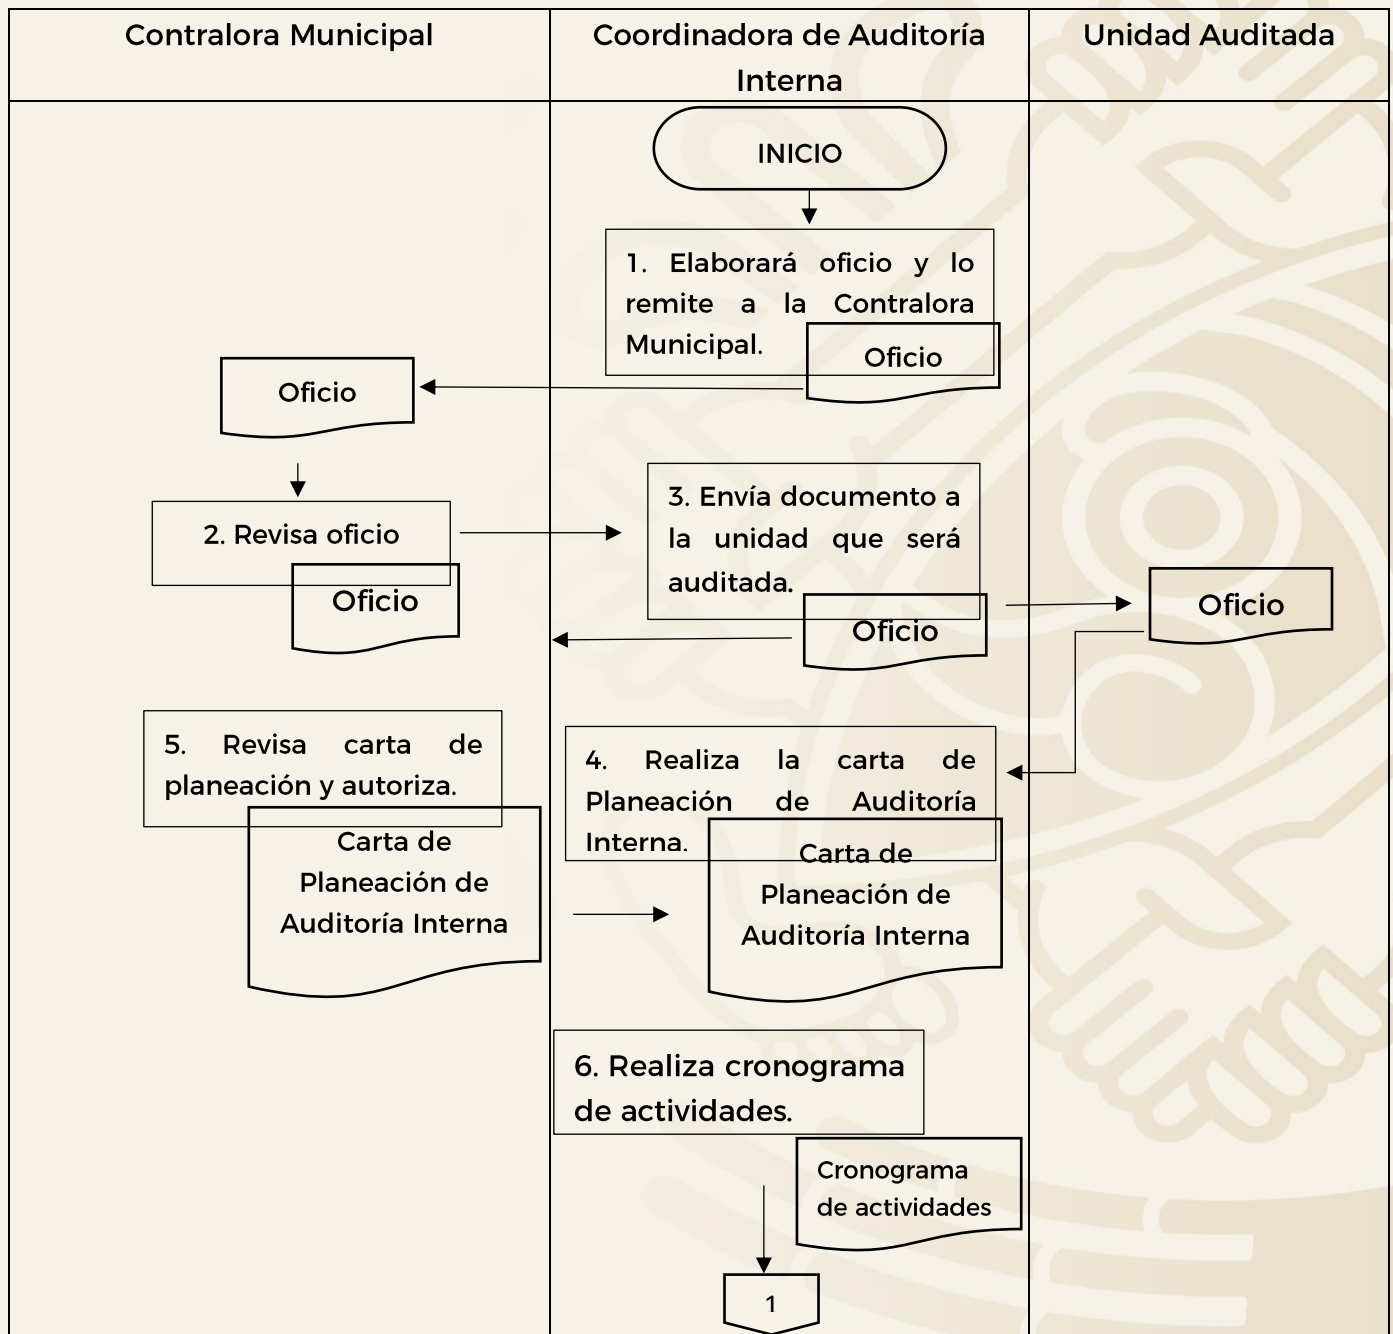 Contralora Municipal
Coordinadora de Auditoría
Interna
Unidad Auditada
INICIO
1. Elaborará oficio y lo
remite a la Contralora
Municipal.
Oficio
Oficio
2. Revisa oficio
Oficio
3. Envía documento a
la unidad que será
auditada.
Oficio
Oficio
4. Realiza la carta de
Planeación de Auditoría
Interna.
Carta de
Planeación de
Auditoría Interna
5. Revisa carta de
planeación y autoriza.
Carta de
Planeación de
Auditoría Interna
6. Realiza cronograma
de actividades.
Cronograma
de actividades
1